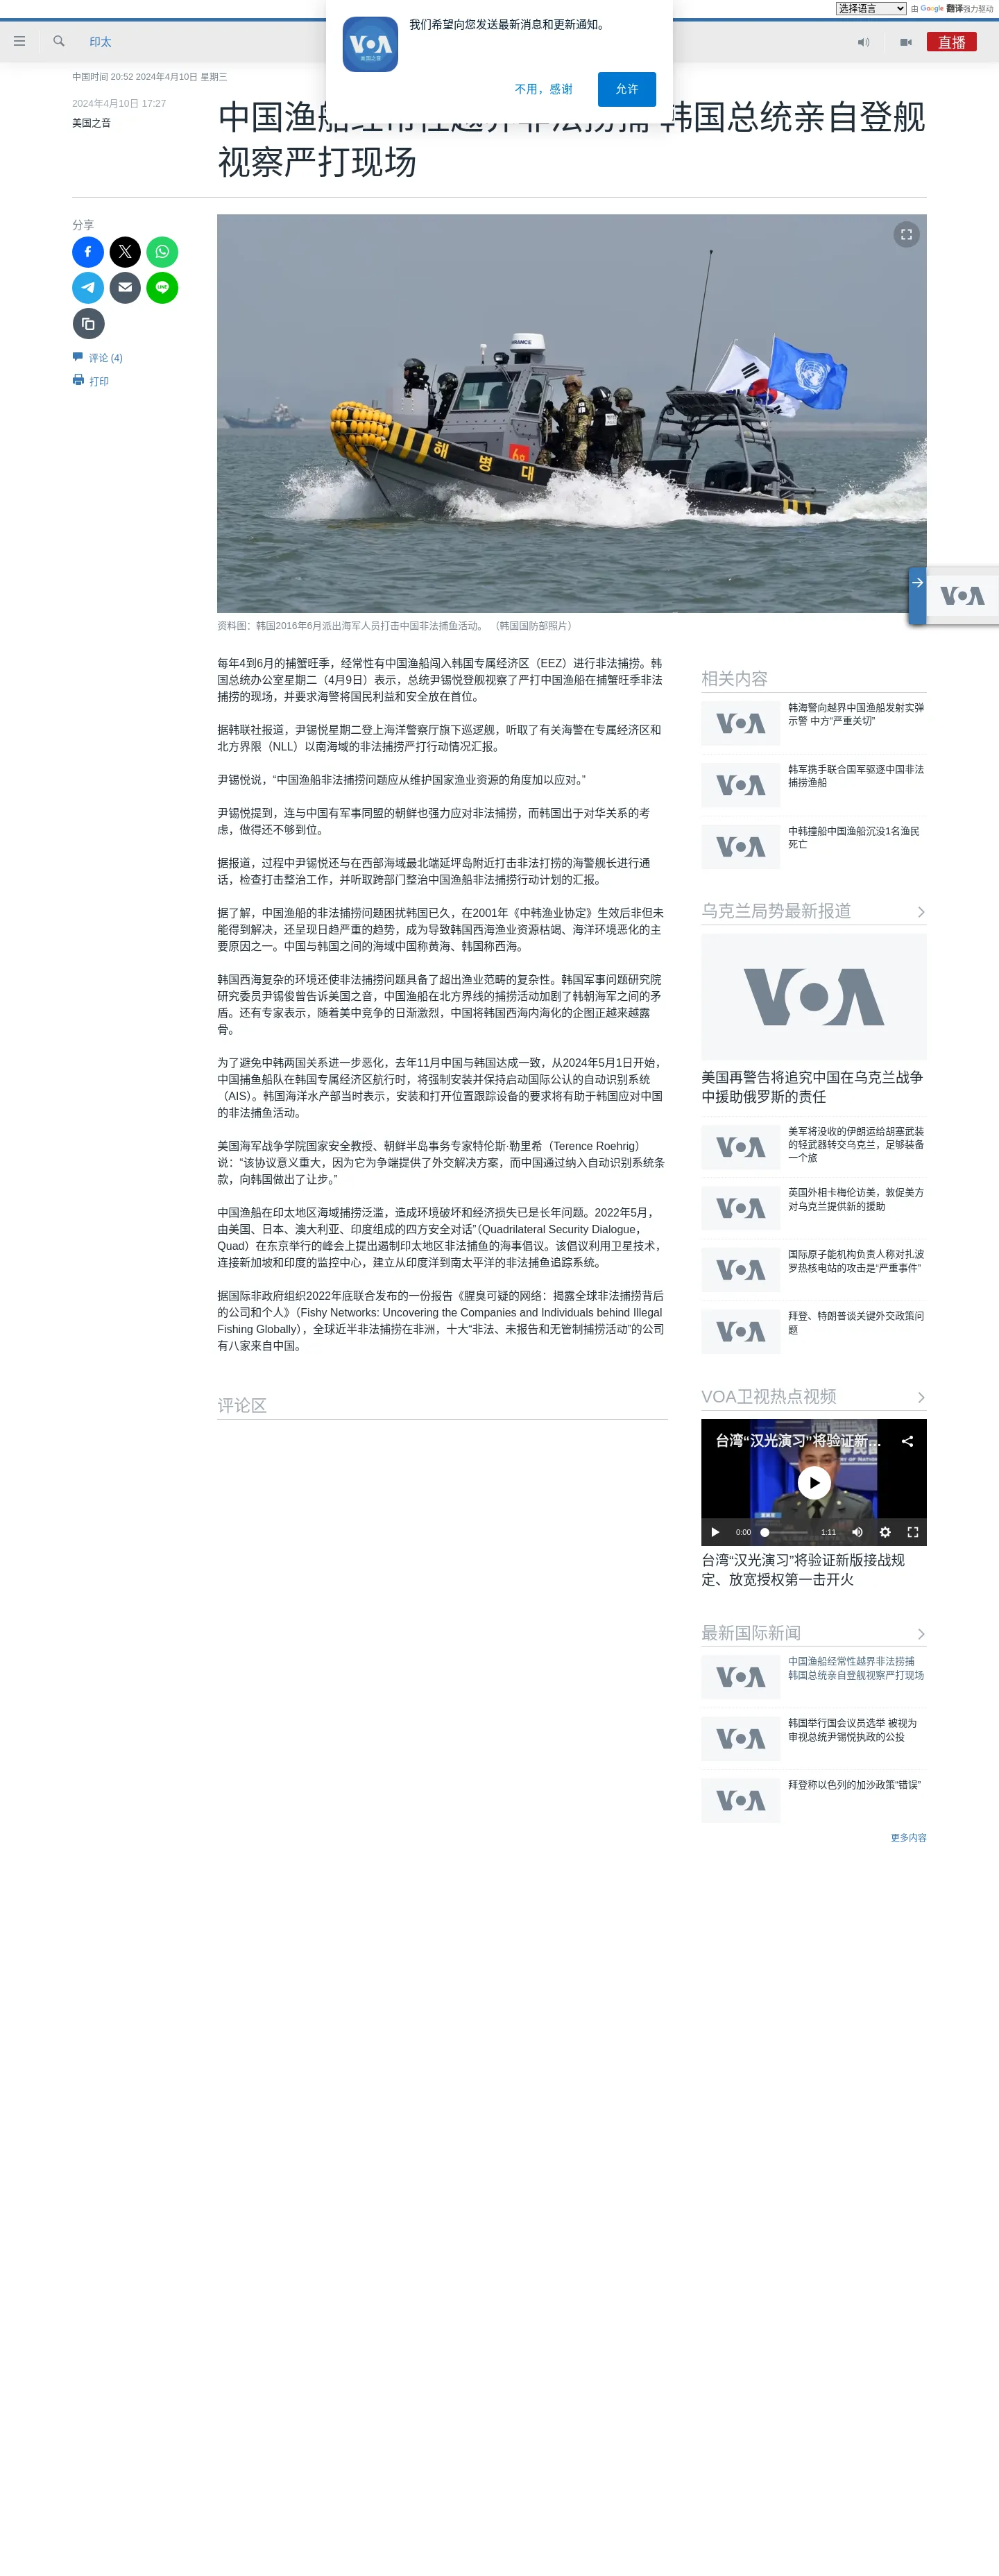 选择语言 由 Google 翻译强力驱动
我们希望向您发送最新消息和更新通知。
VOA
美国之音
不用，感谢
允许
印太
直播
中国时间 20:52 2024年4月10日 星期三
2024年4月10日 17:27
美国之音
中国渔船经常性越界非法捞捕 韩国总统亲自登舰
视察严打现场
分享
评论 (4)
打印
해병대
资料图：韩国2016年6月派出海军人员打击中国非法捕鱼活动。（韩国国防部照片）
VOA
每年4到6月的捕蟹旺季，经常性有中国渔船闯入韩国专属经济区（EEZ）进行非法捕捞。韩
国总统办公室星期二（4月9日）表示，总统尹锡悦登舰视察了严打中国渔船在捕蟹旺季非法
捕捞的现场，并要求海警将国民利益和安全放在首位。
据韩联社报道，尹锡悦星期二登上海洋警察厅旗下巡逻舰，听取了有关海警在专属经济区和
北方界限（NLL）以南海域的非法捕捞严打行动情况汇报。
尹锡悦说，“中国渔船非法捕捞问题应从维护国家渔业资源的角度加以应对。”
尹锡悦提到，连与中国有军事同盟的朝鲜也强力应对非法捕捞，而韩国出于对华关系的考
虑，做得还不够到位。
据报道，过程中尹锡悦还与在西部海域最北端延坪岛附近打击非法打捞的海警舰长进行通
话，检查打击整治工作，并听取跨部门整治中国渔船非法捕捞行动计划的汇报。
据了解，中国渔船的非法捕捞问题困扰韩国已久，在2001年《中韩渔业协定》生效后非但未
能得到解决，还呈现日趋严重的趋势，成为导致韩国西海渔业资源枯竭、海洋环境恶化的主
要原因之一。中国与韩国之间的海域中国称黄海、韩国称西海。
韩国西海复杂的环境还使非法捕捞问题具备了超出渔业范畴的复杂性。韩国军事问题研究院
研究委员尹锡俊曾告诉美国之音，中国渔船在北方界线的捕捞活动加剧了韩朝海军之间的矛
盾。还有专家表示，随着美中竞争的日渐激烈，中国将韩国西海内海化的企图正越来越露
骨。
为了避免中韩两国关系进一步恶化，去年11月中国与韩国达成一致，从2024年5月1日开始，
中国捕鱼船队在韩国专属经济区航行时，将强制安装并保持启动国际公认的自动识别系统
（AIS）。韩国海洋水产部当时表示，安装和打开位置跟踪设备的要求将有助于韩国应对中国
的非法捕鱼活动。
美国海军战争学院国家安全教授、朝鲜半岛事务专家特伦斯·勒里希（Terence Roehrig）
说：“该协议意义重大，因为它为争端提供了外交解决方案，而中国通过纳入自动识别系统条
款，向韩国做出了让步。”
中国渔船在印太地区海域捕捞泛滥，造成环境破坏和经济损失已是长年问题。2022年5月，
由美国、日本、澳大利亚、印度组成的四方安全对话”（Quadrilateral Security Dialogue，
Quad）在东京举行的峰会上提出遏制印太地区非法捕鱼的海事倡议。该倡议利用卫星技术，
连接新加坡和印度的监控中心，建立从印度洋到南太平洋的非法捕鱼追踪系统。
据国际非政府组织2022年底联合发布的一份报告《腥臭可疑的网络：揭露全球非法捕捞背后
的公司和个人》（Fishy Networks: Uncovering the Companies and Individuals behind Illegal
Fishing Globally），全球近半非法捕捞在非洲，十大“非法、未报告和无管制捕捞活动”的公司
有八家来自中国。
评论区
相关内容
VOA
韩海警向越界中国渔船发射实弹
示警 中方“严重关切”
VOA
韩军携手联合国军驱逐中国非法
捕捞渔船
VOA
中韩撞船中国渔船沉没1名渔民
死亡
乌克兰局势最新报道
VOA
美国再警告将追究中国在乌克兰战争
中援助俄罗斯的责任
VOA
美军将没收的伊朗运给胡塞武装
的轻武器转交乌克兰，足够装备
一个旅
VOA
英国外相卡梅伦访美，敦促美方
对乌克兰提供新的援助
VOA
国际原子能机构负责人称对扎波
罗热核电站的攻击是“严重事件”
VOA
拜登、特朗普谈关键外交政策问
题
VOA卫视热点视频
台湾“汉光演习”将验证新…
0:00
1:11
台湾“汉光演习”将验证新版接战规
定、放宽授权第一击开火
最新国际新闻
VOA
中国渔船经常性越界非法捞捕
韩国总统亲自登舰视察严打现场
VOA
韩国举行国会议员选举 被视为
审视总统尹锡悦执政的公投
VOA
拜登称以色列的加沙政策“错误”
更多内容